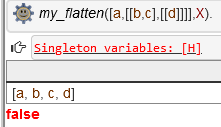 my_flatten([a,[[b,c],[[d]]]],X).
Singleton variables: [H]
[a, b, c, d]
false